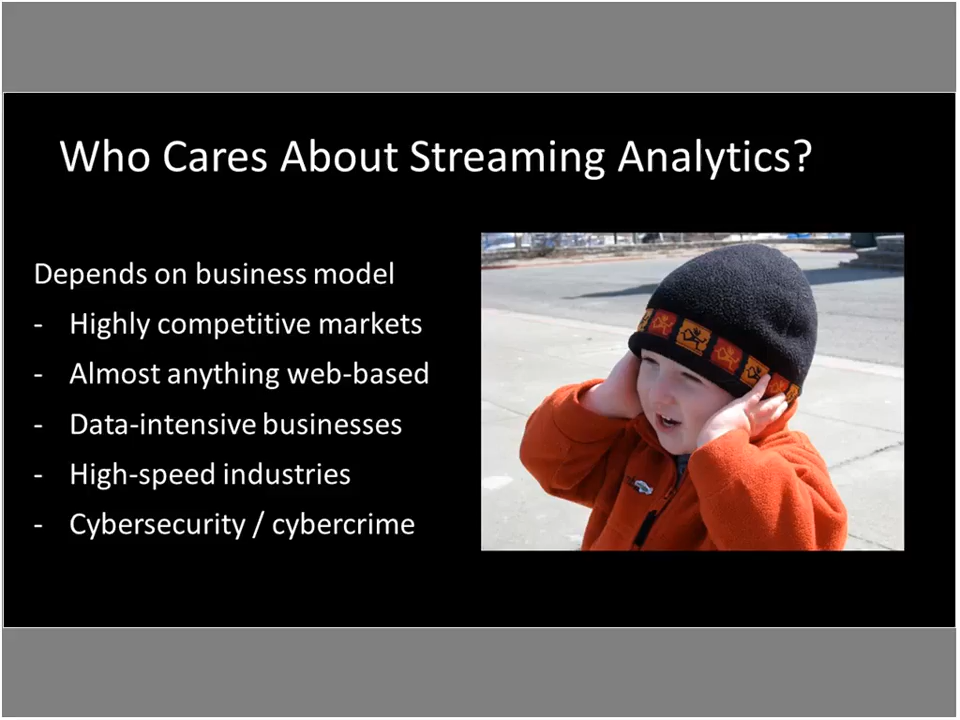 Who Cares About Streaming Analytics?
Depends on business model
- Highly competitive markets
- Almost anything web-based
- Data-intensive businesses
- High-speed industries
- Cybersecurity / cybercrime